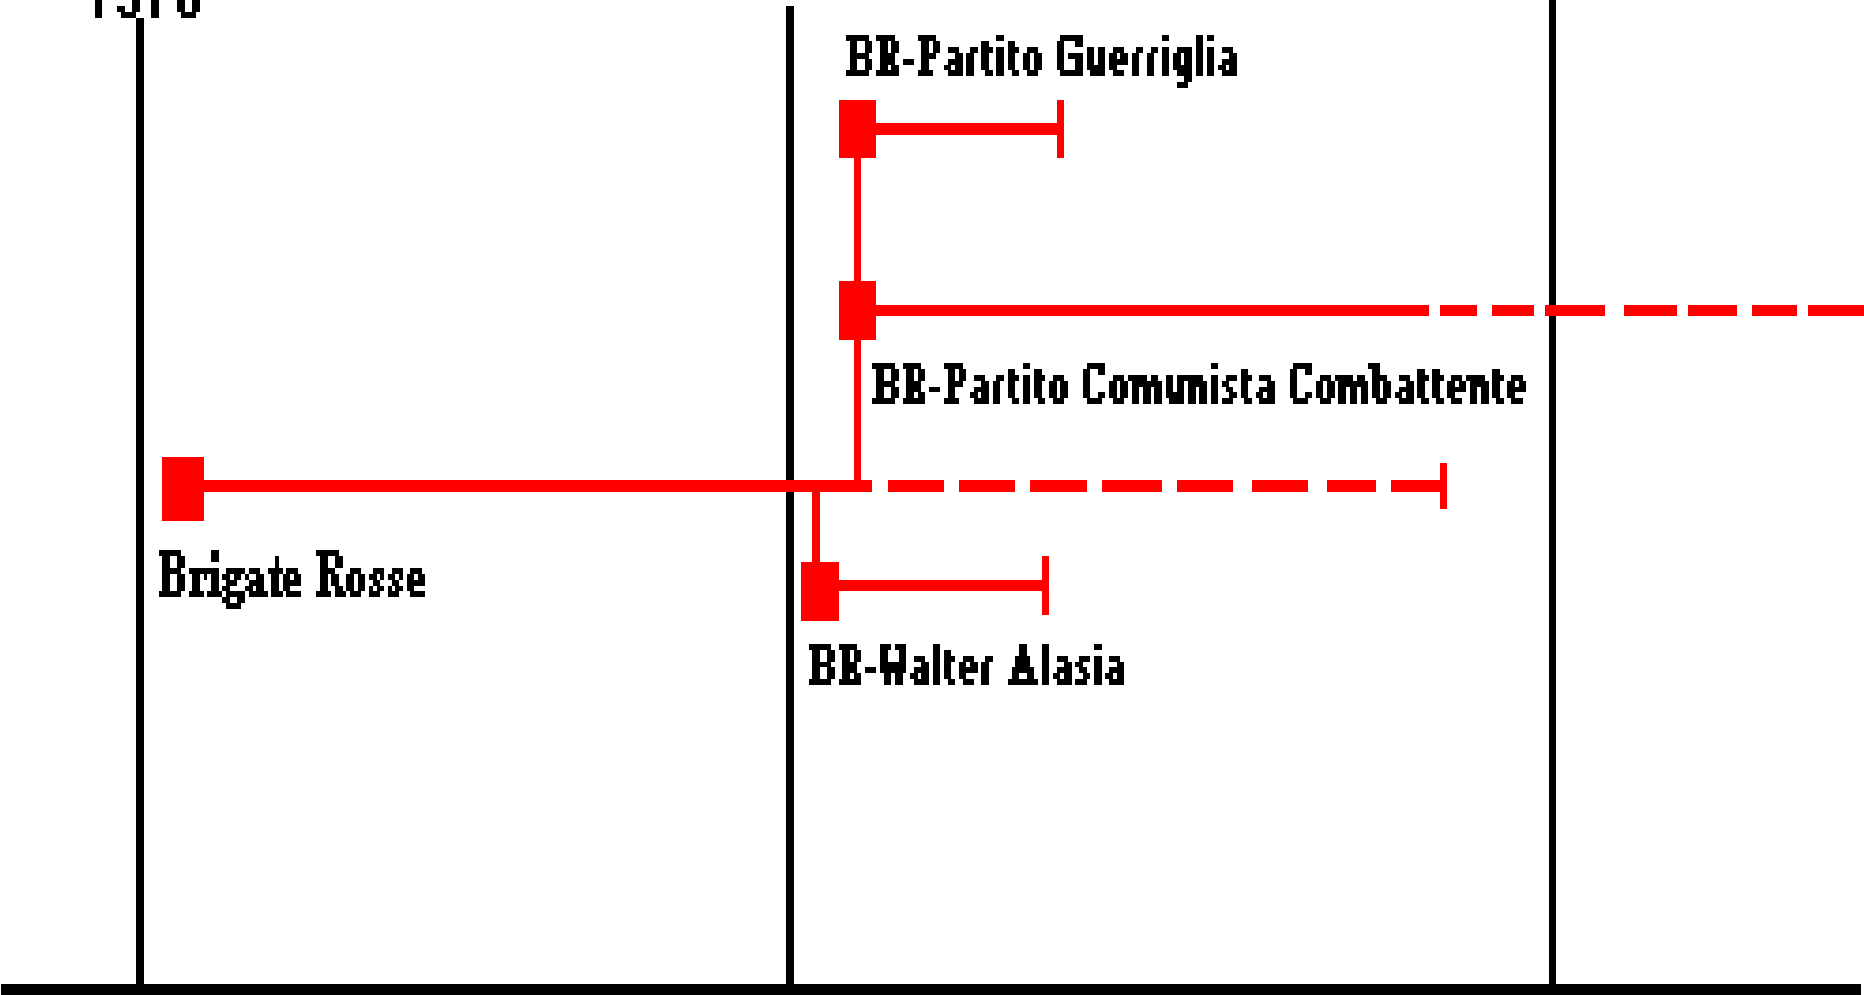 BR-Partito Guerriglia
BR-Partito Comunista Combattente
Brigate Rosse
BR-Walter Alasia